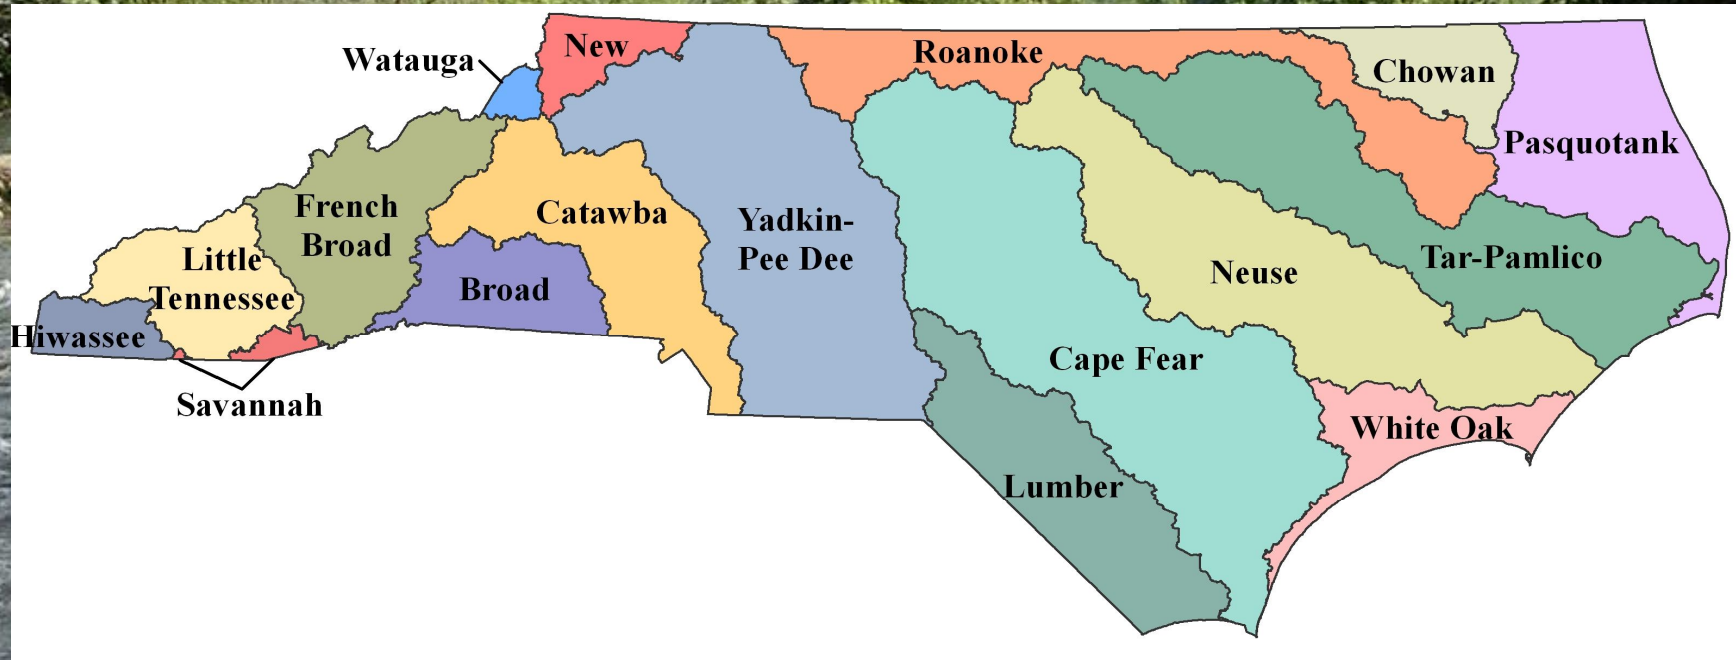 New
Watauga
Roanoke
Chowan
Pasquotank
French
Broad
Catawba
Yadkin-
Pee Dee
Little
Tennessee
Tar-Pamlico
Neuse
Broad
Hiwassee
Cape Fear
Savannah
White Oak
Lumber